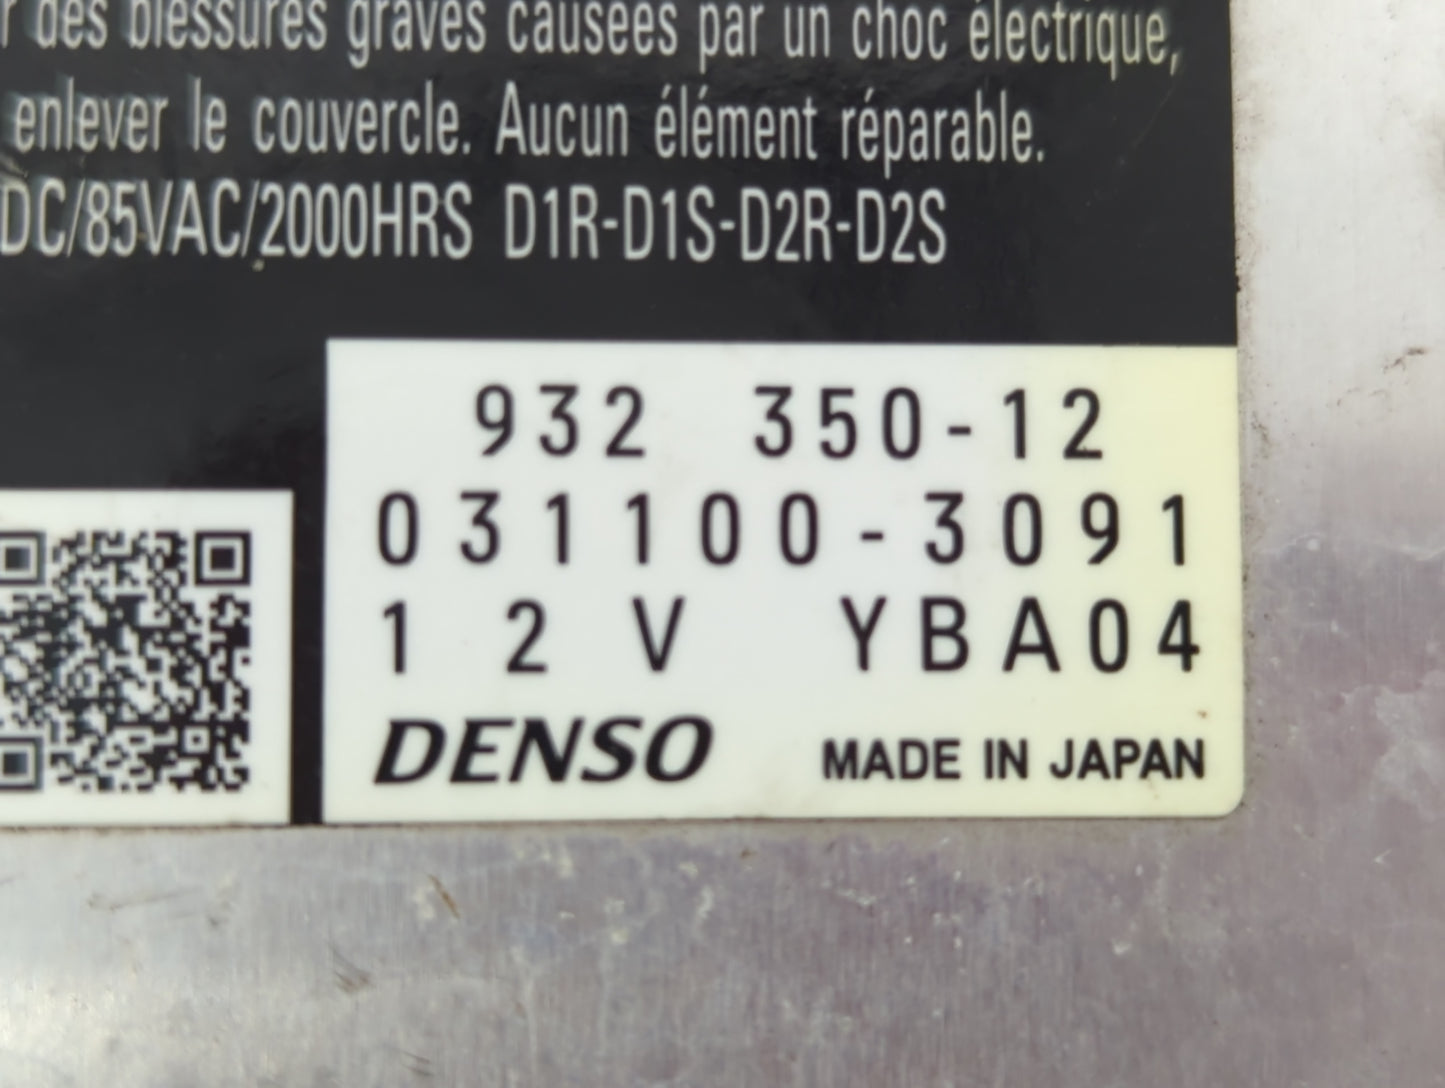 r des blessures graves causées par un choc électrique,
enlever le couvercle. Aucun élément réparable.
DC/85VAC/2000HRS D1R-D1S-D2R-D2S
932 350-12
031100-3091
12V YBA04
DENSO MADE IN JAPAN